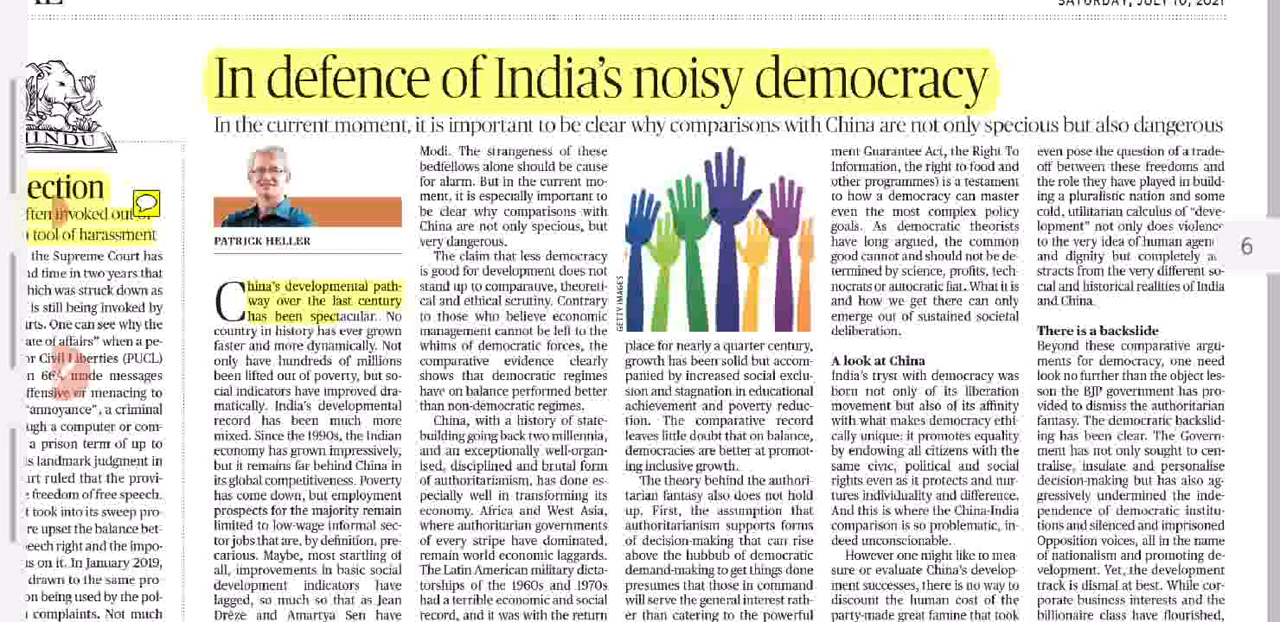 SATURDAY, JULY 10, 2021
In defence of India's noisy democracy
In the current moment, it is important to be clear why comparisons with China are not only specious but also dangerous
HINDU
ection
ften invoked out
tool of harassment
the Supreme Court has
nd time in two years that
hich was struck down as
is still being invoked by
rts. One can see why the
ate of affairs" when a pe-
or Civil Liberties (PUCL)
n 66A made messages
ffensive or menacing to
"annoyance", a criminal
ugh a computer or com-
a prison term of up to
s landmark judgment in
urt ruled that the provi-
freedom of free speech.
t took into its sweep pro-
re upset the balance bet-
eech right and the impo-
ns on it. In January 2019,
drawn to the same pro
on being used by the pol-
complaints. Not much
PATRICK HELLER
China's developmental path-
way over the last century
has been spectacular. No
country in history has ever grown
faster and more dynamically. Not
only have hundreds of millions
been lifted out of poverty, but so-
cial indicators have improved dra-
matically. India's developmental
record has been much more
mixed. Since the 1990s, the Indian
economy has grown impressively,
but it remains far behind China in
its global competitiveness. Poverty
has come down, but employment
prospects for the majority remain
limited to low-wage informal sec-
tor jobs that are, by definition, pre-
carious. Maybe, most startling of
all, improvements in basic social
development indicators have
lagged, so much so that as Jean
Drèze and Amartya Sen have
Modi. The strangeness of these
bedfellows alone should be cause
for alarm. But in the current mo-
ment, it is especially important to
be clear why comparisons with
China are not only specious, but
very dangerous.
The claim that less democracy
is good for development does not
stand up to comparative, theoreti-
cal and ethical scrutiny. Contrary
to those who believe economic
management cannot be left to the
whims of democratic forces, the
comparative evidence clearly
shows that democratic regimes
have on balance performed better
than non-democratic regimes.
China, with a history of state-
building going back two millennia,
and an exceptionally well-organ-
ised, disciplined and brutal form
of authoritarianism, has done es-
pecially well in transforming its
economy. Africa and West Asia,
where authoritarian governments
of every stripe have dominated,
remain world economic laggards.
The Latin American military dicta-
torships of the 1960s and 1970s
had a terrible economic and social
record, and it was with the return
GETTY IMAGES
place for nearly a quarter century,
growth has been solid but accom-
panied by increased social exclu-
sion and stagnation in educational
achievement and poverty reduc-
tion. The comparative record
leaves little doubt that on balance,
democracies are better at promot-
ing inclusive growth.
The theory behind the authori-
tarian fantasy also does not hold
up. First, the assumption that
authoritarianism supports forms
of decision-making that can rise
above the hubbub of democratic
demand-making to get things done
presumes that those in command
will serve the general interest rath-
er than catering to the powerful
ment Guarantee Act, the Right To
Information, the right to food and
other programmes) is a testament
to how a democracy can master
even the most complex policy
goals. As democratic theorists
have long argued, the common
good cannot and should not be de-
termined by science, profits, tech-
nocrats or autocratic fiat. What it is
and how we get there can only
emerge out of sustained societal
deliberation.
A look at China
India's tryst with democracy was
born not only of its liberation
movement but also of its affinity
with what makes democracy ethi-
cally unique: it promotes equality
by endowing all citizens with the
same civic, political and social
rights even as it protects and nur-
tures individuality and difference.
And this is where the China-India
comparison is so problematic, in-
deed unconscionable.
However one might like to mea-
sure or evaluate China's develop-
ment successes, there is no way to
discount the human cost of the
party-made great famine that took
even pose the question of a trade-
off between these freedoms and
the role they have played in build-
ing a pluralistic nation and some
cold, utilitarian calculus of "deve-
lopment" not only does violence
to the very idea of human agen
and dignity but completely a
stracts from the very different so-
cial and historical realities of India
and China.
There is a backslide
Beyond these comparative argu-
ments for democracy, one need
look no further than the object les-
son the BJP government has pro-
vided to dismiss the authoritarian
fantasy. The democratic backslid-
ing has been clear. The Govern-
ment has not only sought to cen-
tralise, insulate and personalise
decision-making but has also ag-
gressively undermined the inde-
pendence of democratic institu-
tions and silenced and imprisoned
Opposition voices, all in the name
of nationalism and promoting de-
velopment. Yet, the development
track is dismal at best. While cor-
porate business interests and the
billionaire class have flourished,
6